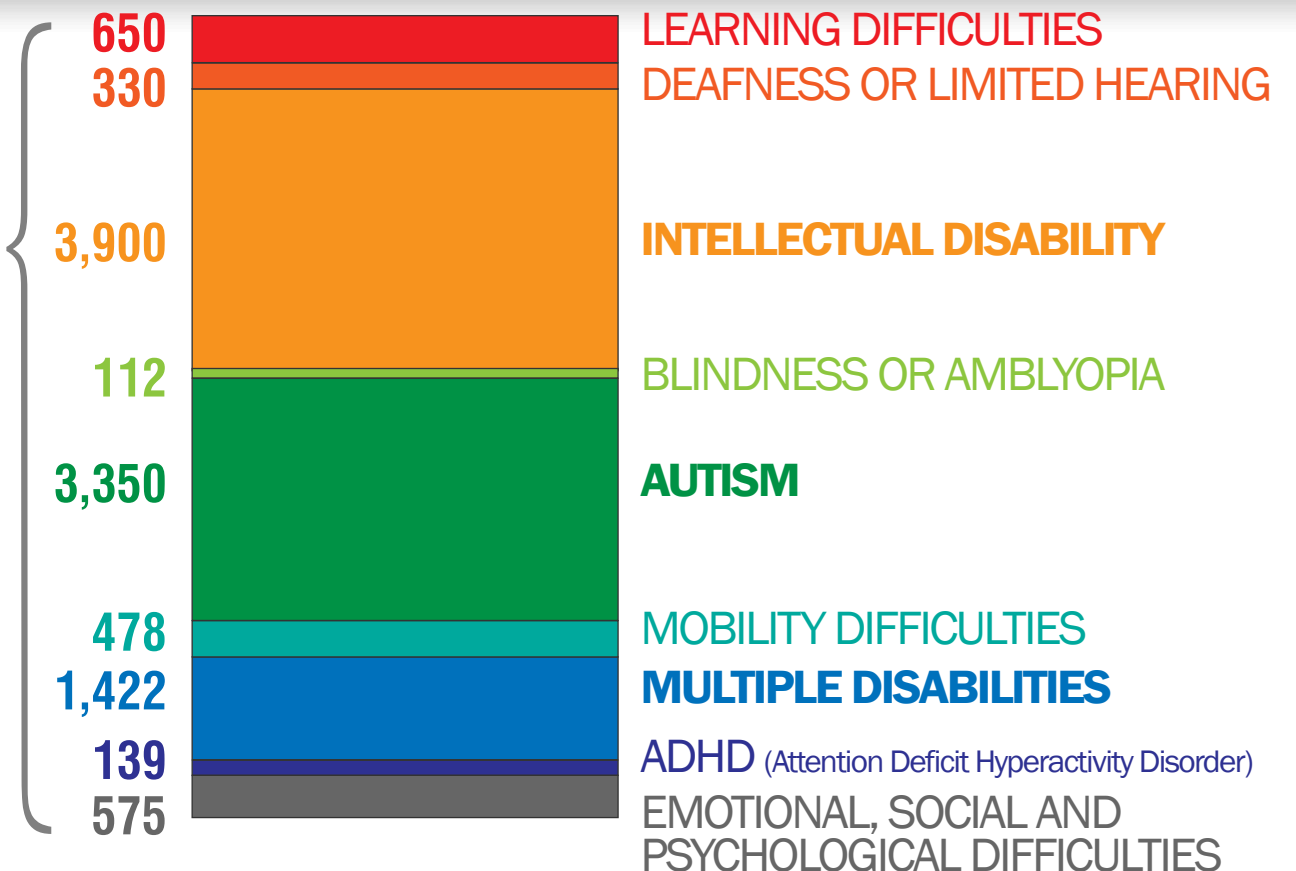 650 LEARNING DIFFICULTIES
330 DEAFNESS OR LIMITED HEARING
3,900 INTELLECTUAL DISABILITY
112 BLINDNESS OR AMBLYOPIA
3,350 AUTISM
478 MOBILITY DIFFICULTIES
1,422 MULTIPLE DISABILITIES
139 ADHD (Attention Deficit Hyperactivity Disorder)
575 EMOTIONAL, SOCIAL AND
PSYCHOLOGICAL DIFFICULTIES